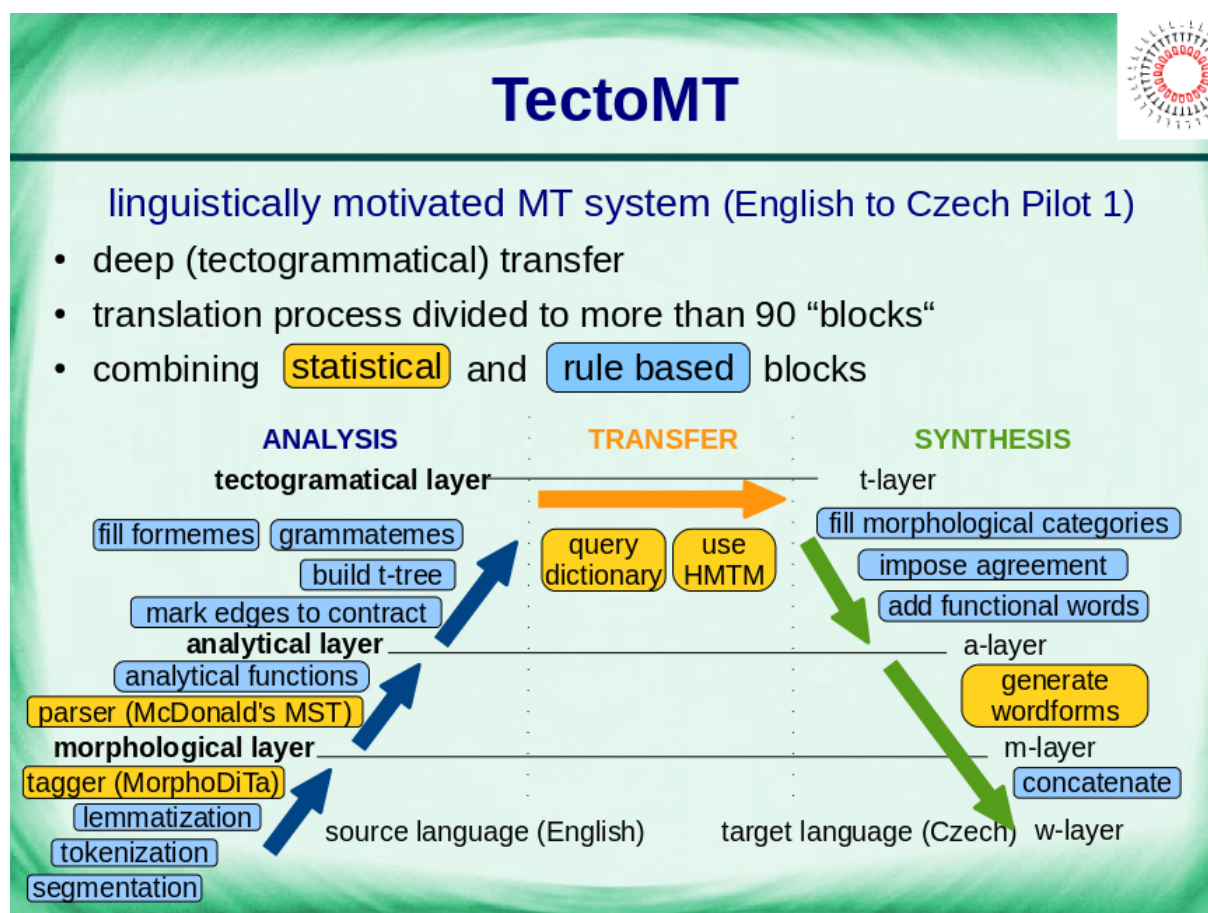 TectoMT
linguistically motivated MT system (English to Czech Pilot 1)
• deep (tectogrammatical) transfer
• translation process divided to more than 90 “blocks“
• combining statistical and rule based blocks
ANALYSIS TRANSFER SYNTHESIS
tectogramatical layer t-layer
fill formemes grammatemes
query dictionary
use HMTM
fill morphological categories
build t-tree
impose agreement
mark edges to contract
add functional words
analytical layer a-layer
analytical functions
generate
wordforms
parser (McDonald's MST)
morphological layer m-layer
tagger (MorphoDiTa)
concatenate
lemmatization
source language (English) target language (Czech) w-layer
tokenization
segmentation